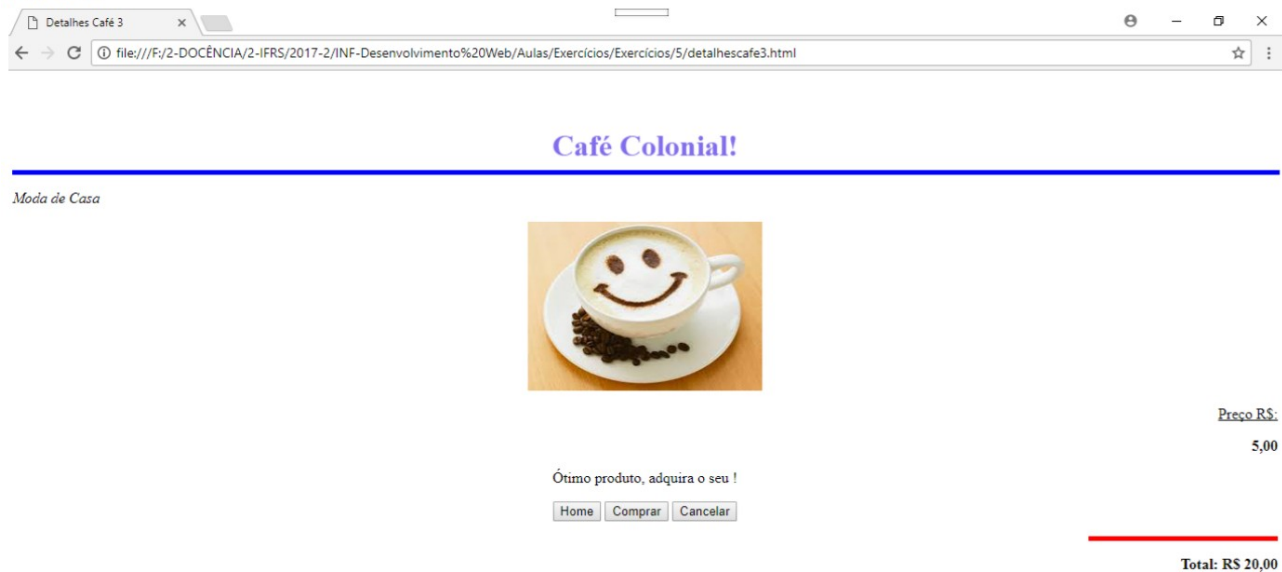 Detalhes Café 3
file:///F:/2-DOCÊNCIA/2-IFRS/2017-2/INF-Desenvolvimento%20Web/Aulas/Exercícios/Exercícios/5/detalhescafe3.html
Café Colonial!
Moda de Casa
Preço R$:
5,00
Ótimo produto, adquira o seu !
Home Comprar Cancelar
Total: R$ 20,00